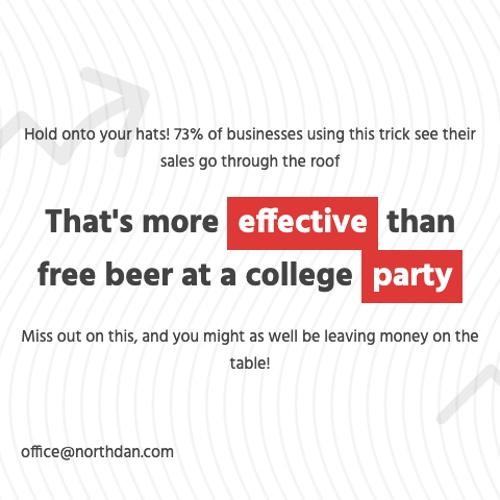 Hold onto your hats! 73% of businesses using this trick see their
sales go through the roof
That's more effective than
free beer at a college party
Miss out on this, and you might as well be leaving money on the
table!
office@northdan.com